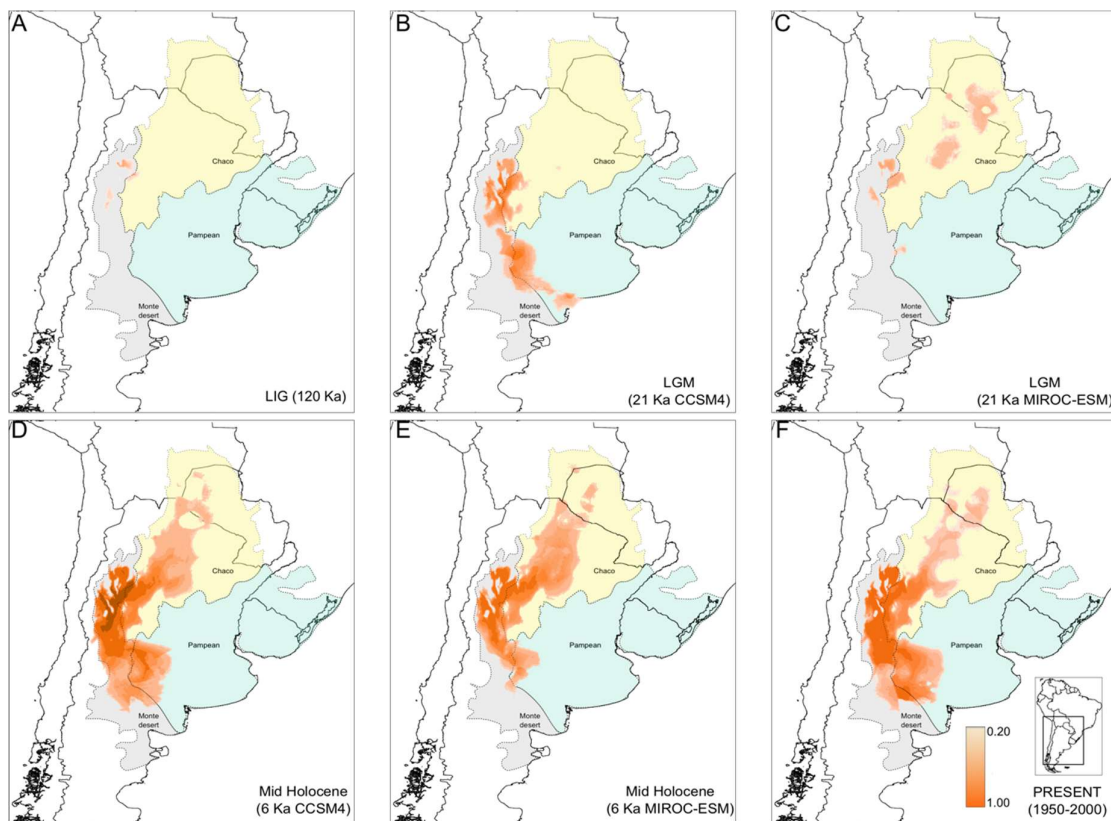 A
Chaco
Pampean
Monte
desert
LIG (120 Ka)
B
Chaco
Pampean
Monte
desert
LGM
(21 Ka CCSM4)
C
Chaco
Pampean
Monte
desert
LGM
(21 Ka MIROC-ESM)
D
Chaco
Pampean
Monte
desert
Mid Holocene
(6 Ka CCSM4)
E
Chaco
Pampean
Monte
desert
Mid Holocene
(6 Ka MIROC-ESM)
F
Chaco
Pampean
Monte
desert
0.20
1.00
PRESENT
(1950-2000)